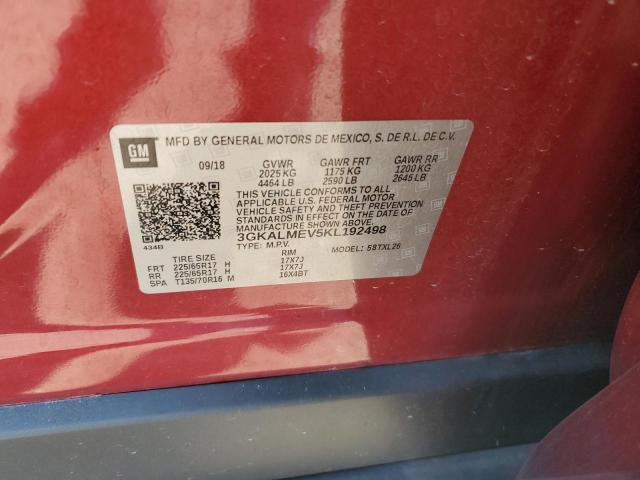 GM
MFD BY GENERAL MOTORS DE MEXICO, S. DE R.L. DE C.V.
09/18 GVWR GAWR FRT GAWR RR
2025 KG 1175 KG 1200 KG
4464 LB 2590 LB 2645 LB
THIS VEHICLE CONFORMS TO ALL
APPLICABLE U.S. FEDERAL MOTOR
VEHICLE SAFETY AND THEFT PREVENTION
STANDARDS IN EFFECT ON THE DATE OF
MANUFACTURE SHOWN ABOVE.
3GKALMEV5KL192498
434B
TYPE: M.P.V. MODEL: 58TXL26
TIRE SIZE RIM
FRT 225/65R17 H 17X7J
RR 225/65R17 H 17X7J
SPA T135/70R16 M 16X4BT